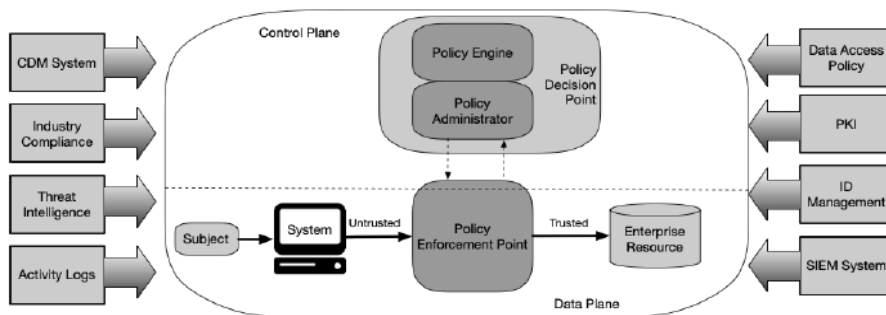 Control Plane
CDM System
Industry
Compliance
Threat
Intelligence
Activity Logs
Policy Engine
Policy
Administrator
Policy
Decision
Point
Subject
System
Untrusted
Policy
Enforcement Point
Trusted
Enterprise
Resource
Data Plane
Data Access
Policy
PKI
ID
Management
SIEM System